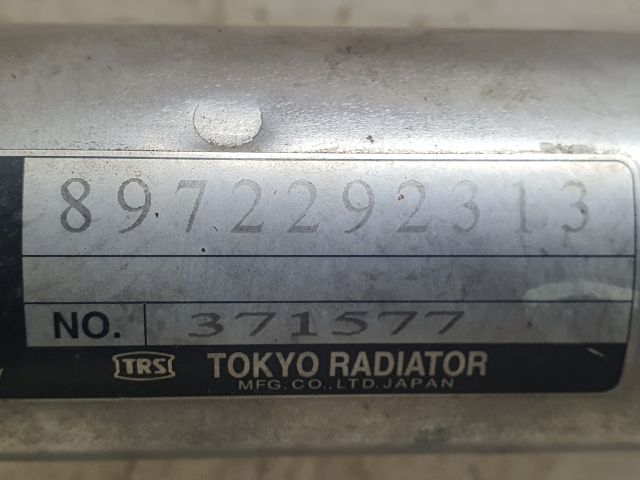 8972292313
NO. 371577
TRS TOKYO RADIATOR
MFG.CO.,LTD.JAPAN